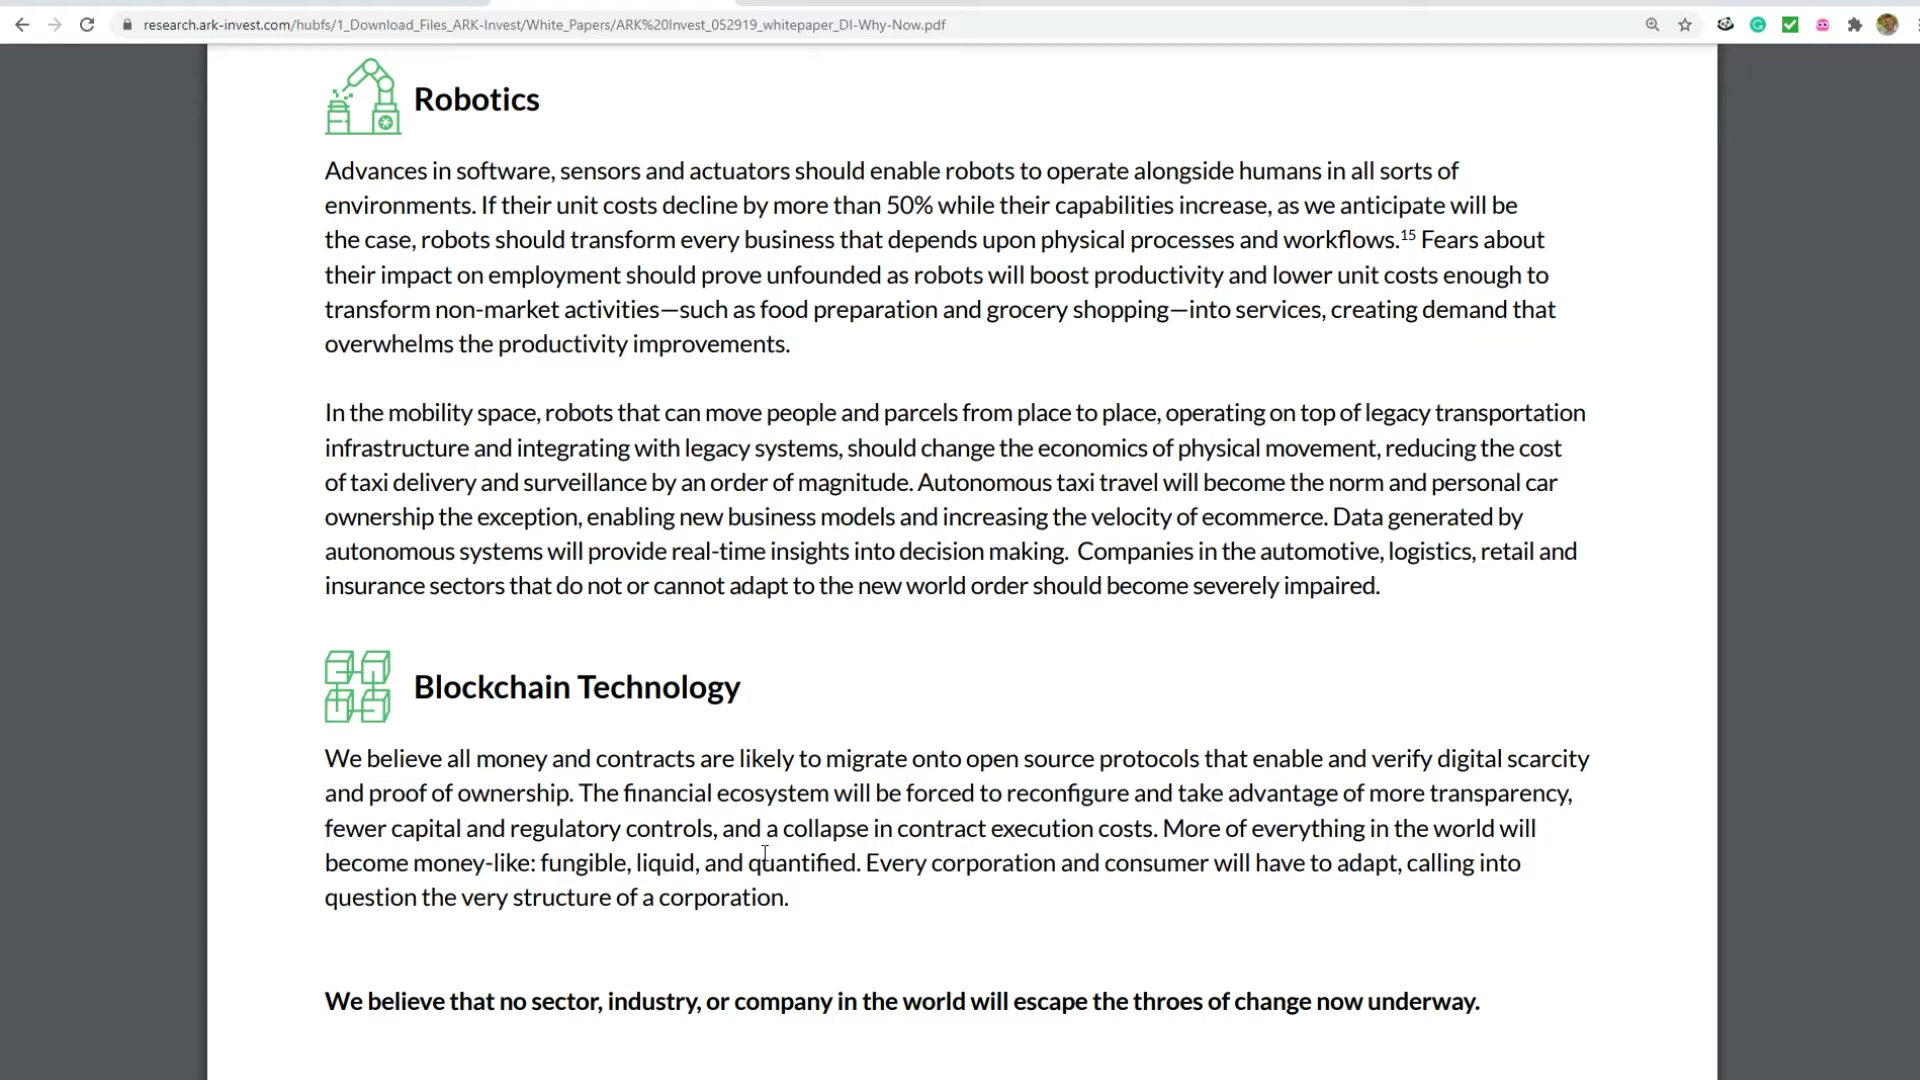 research.ark-invest.com/hubfs/1_Download_Files_ARK-Invest/White_Papers/ARK%20Invest_052919_whitepaper_DI-Why-Now.pdf
Robotics
Advances in software, sensors and actuators should enable robots to operate alongside humans in all sorts of
environments. If their unit costs decline by more than 50% while their capabilities increase, as we anticipate will be
the case, robots should transform every business that depends upon physical processes and workflows.¹⁵ Fears about
their impact on employment should prove unfounded as robots will boost productivity and lower unit costs enough to
transform non-market activities—such as food preparation and grocery shopping—into services, creating demand that
overwhelms the productivity improvements.
In the mobility space, robots that can move people and parcels from place to place, operating on top of legacy transportation
infrastructure and integrating with legacy systems, should change the economics of physical movement, reducing the cost
of taxi delivery and surveillance by an order of magnitude. Autonomous taxi travel will become the norm and personal car
ownership the exception, enabling new business models and increasing the velocity of ecommerce. Data generated by
autonomous systems will provide real-time insights into decision making.  Companies in the automotive, logistics, retail and
insurance sectors that do not or cannot adapt to the new world order should become severely impaired.
Blockchain Technology
We believe all money and contracts are likely to migrate onto open source protocols that enable and verify digital scarcity
and proof of ownership. The financial ecosystem will be forced to reconfigure and take advantage of more transparency,
fewer capital and regulatory controls, and a collapse in contract execution costs. More of everything in the world will
become money-like: fungible, liquid, and quantified. Every corporation and consumer will have to adapt, calling into
question the very structure of a corporation.
We believe that no sector, industry, or company in the world will escape the throes of change now underway.